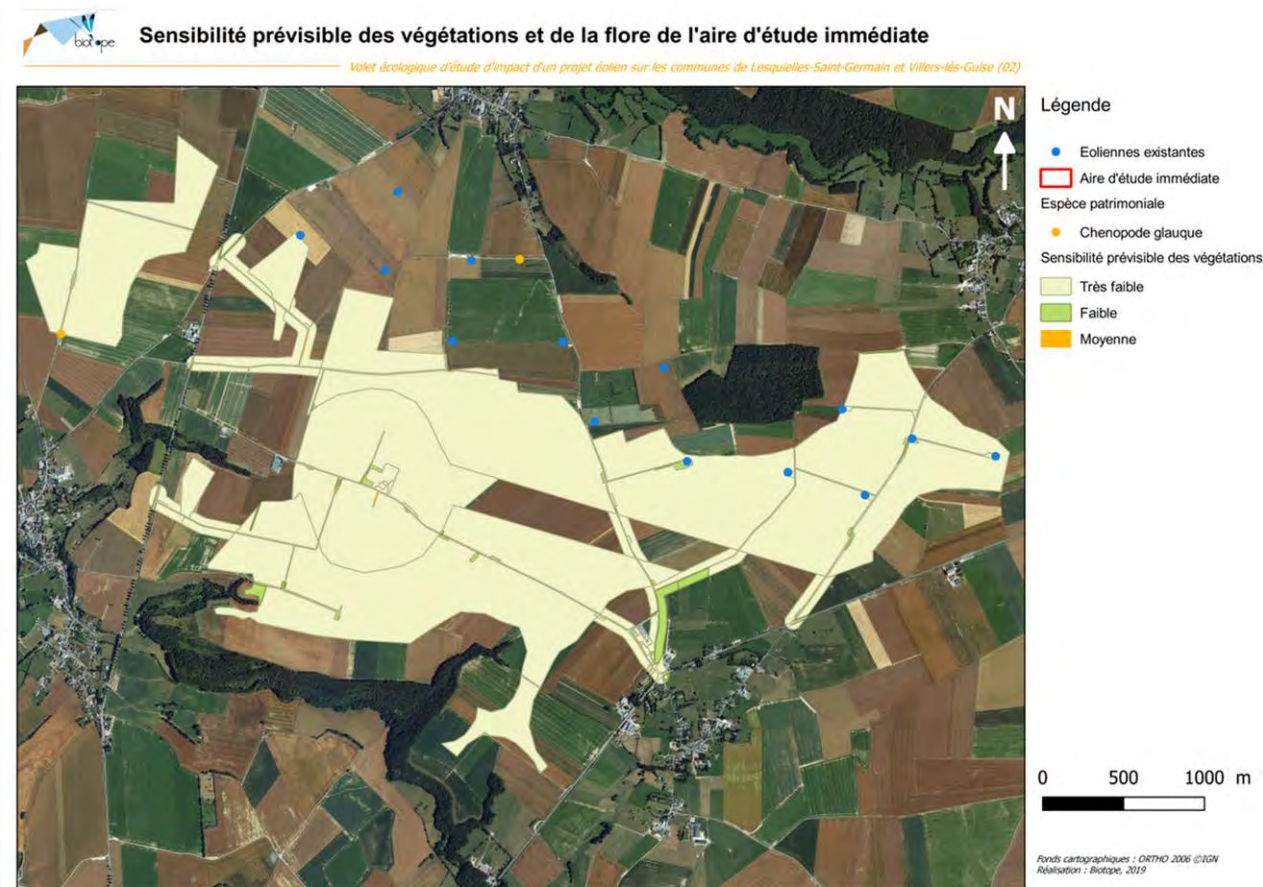 biotope
Sensibilité prévisible des végétations et de la flore de l'aire d'étude immédiate
Volet écologique d'étude d'impact d'un projet éolien sur les communes de Lesquielles-Saint-Germain et Villers-lès-Guise (02)
N
Légende
Eoliennes existantes
Aire d'étude immédiate
Espèce patrimoniale
Chenopode glauque
Sensibilité prévisible des végétations
Très faible
Faible
Moyenne
0 500 1000 m
Fonds cartographiques : ORTHO 2006 ©IGN
Réalisation : Biotope, 2019